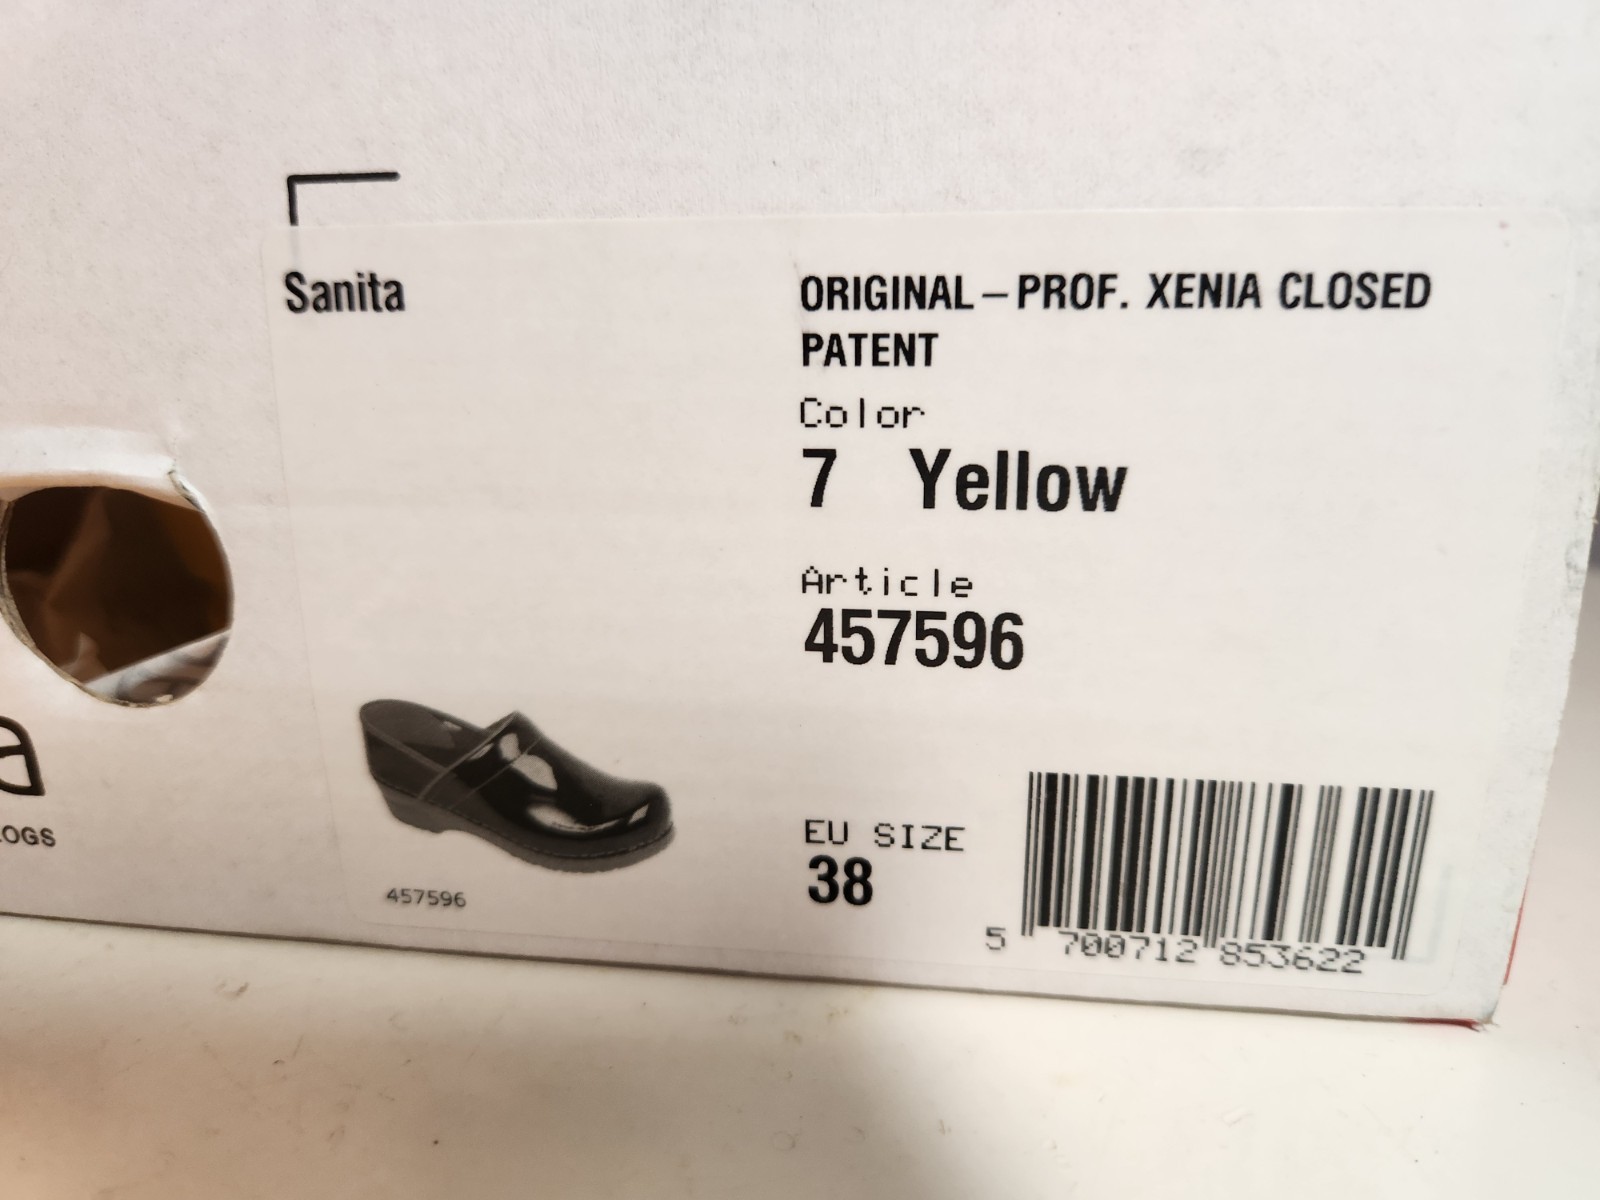 Sanita
ORIGINAL – PROF. XENIA CLOSED
PATENT
Color
7 Yellow
Article
457596
457596
EU SIZE
38
5 700712 853622